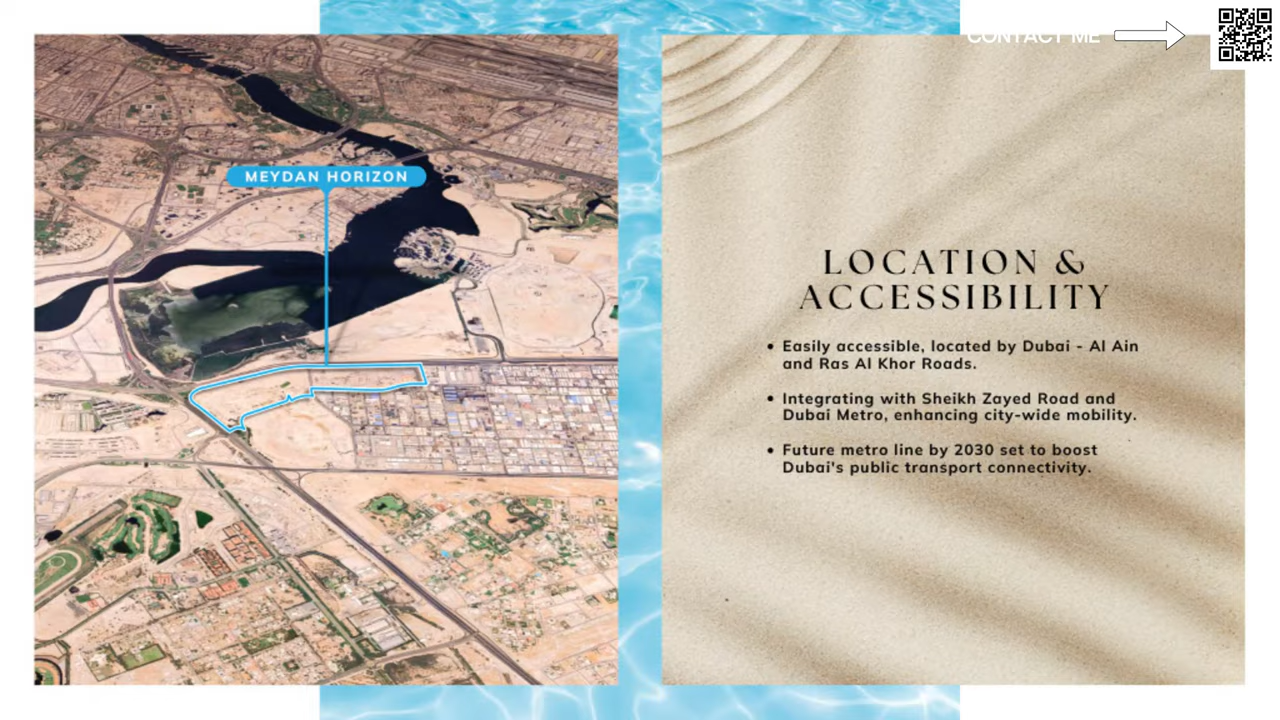 CONTACT ME
MEYDAN HORIZON
LOCATION &
ACCESSIBILITY
• Easily accessible, located by Dubai - Al Ain
and Ras Al Khor Roads.
• Integrating with Sheikh Zayed Road and
Dubai Metro, enhancing city-wide mobility.
• Future metro line by 2030 set to boost
Dubai's public transport connectivity.